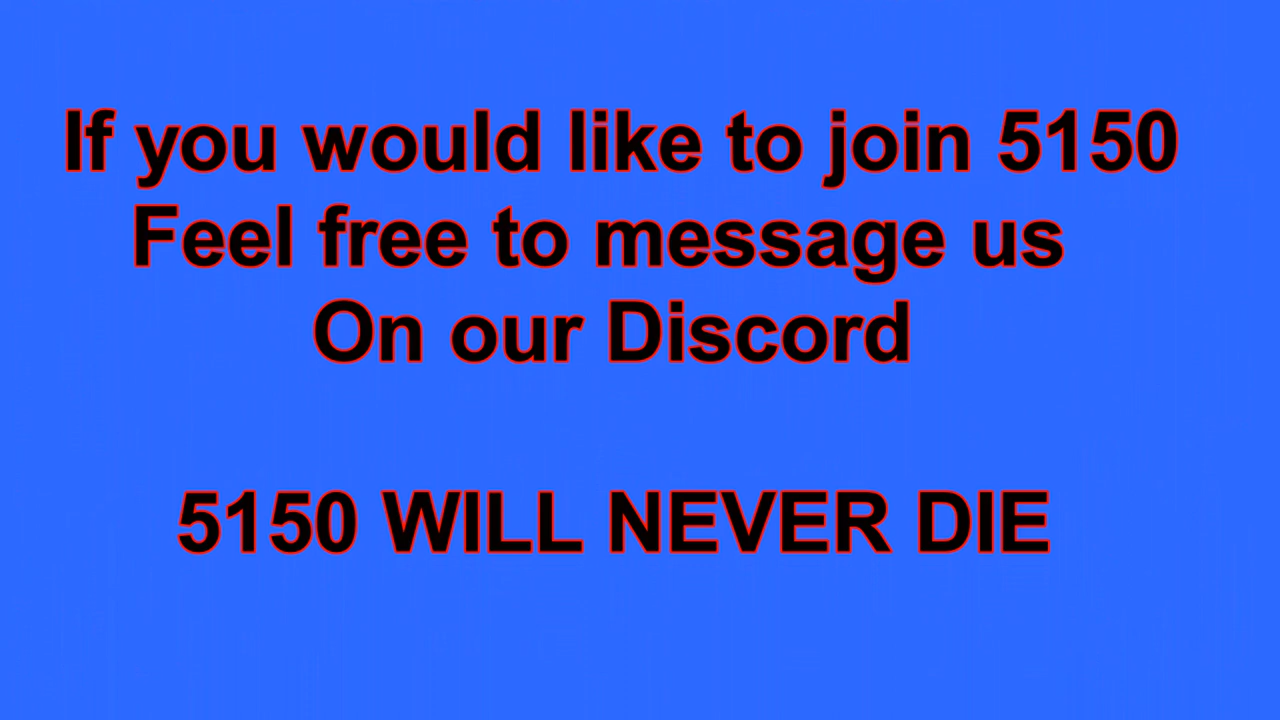 If you would like to join 5150
Feel free to message us
On our Discord
5150 WILL NEVER DIE